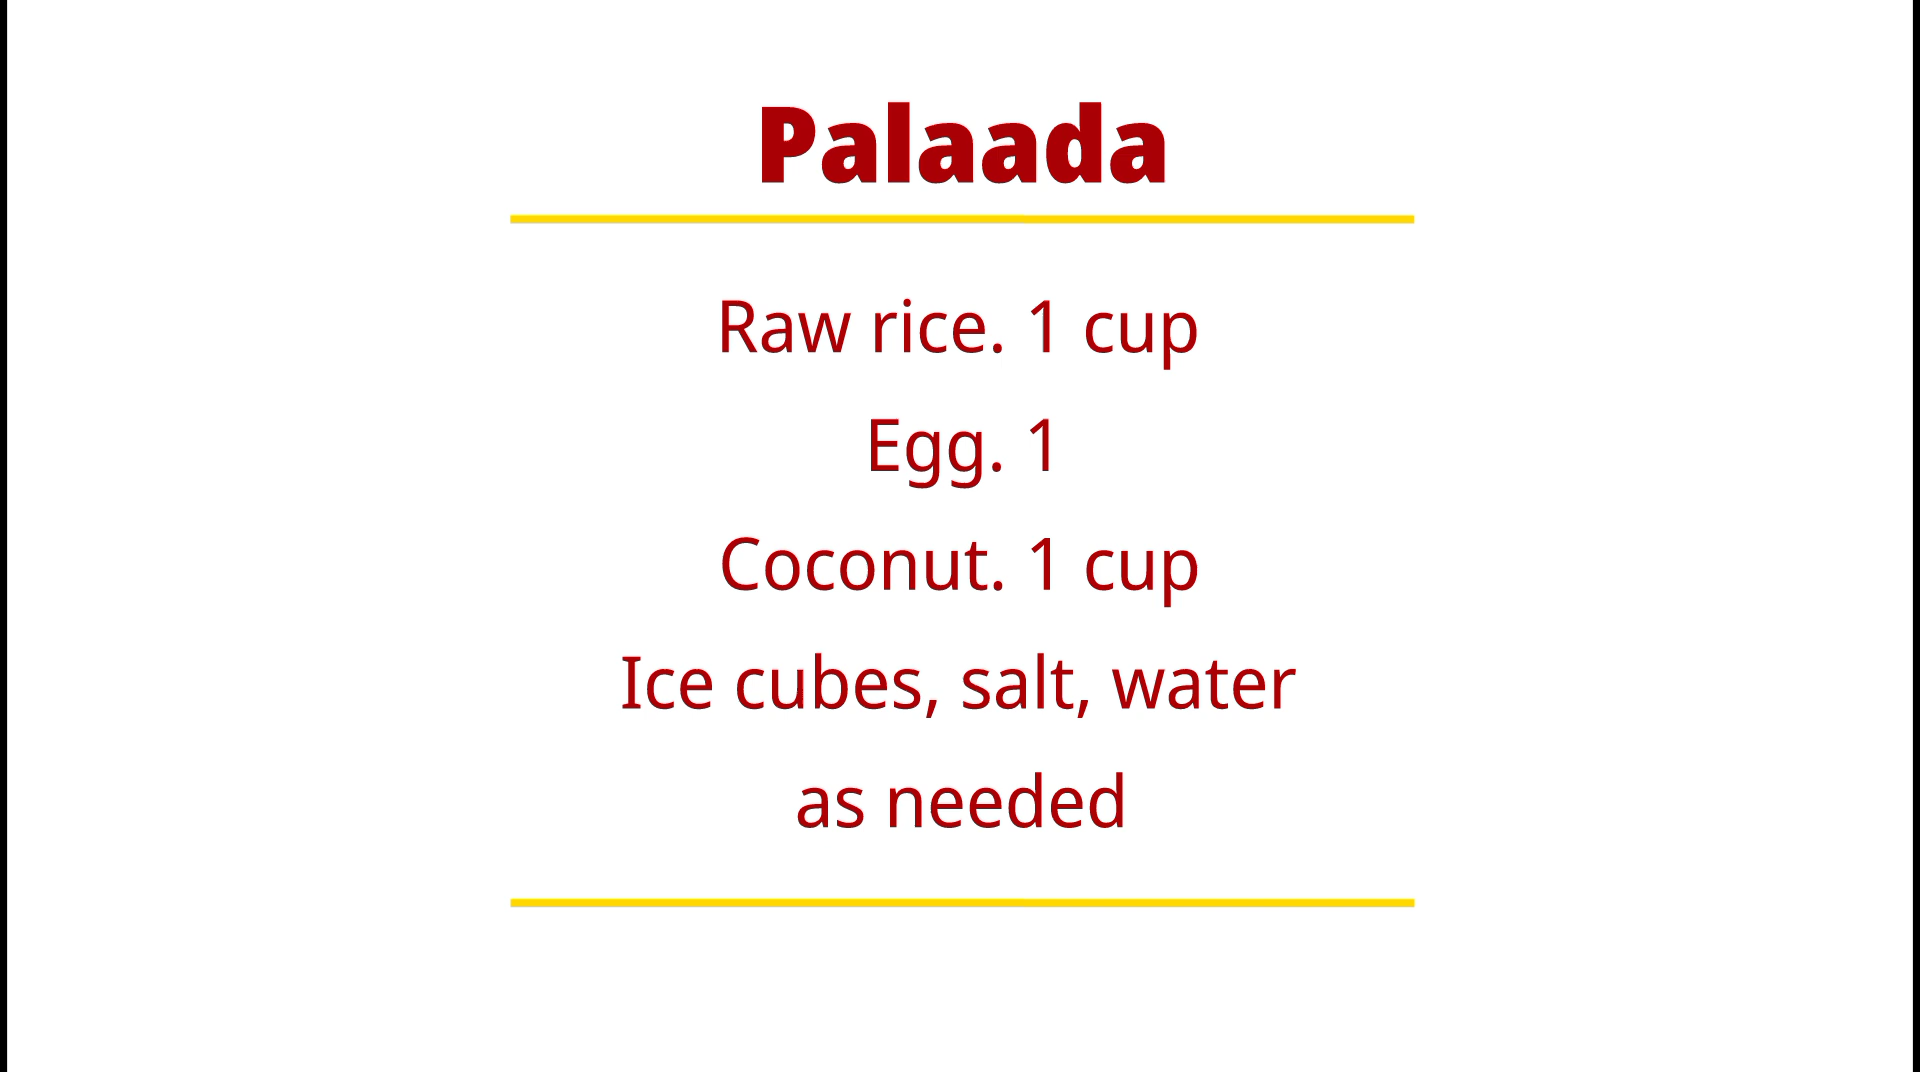 Palaada
Raw rice. 1 cup
Egg. 1
Coconut. 1 cup
Ice cubes, salt, water
as needed